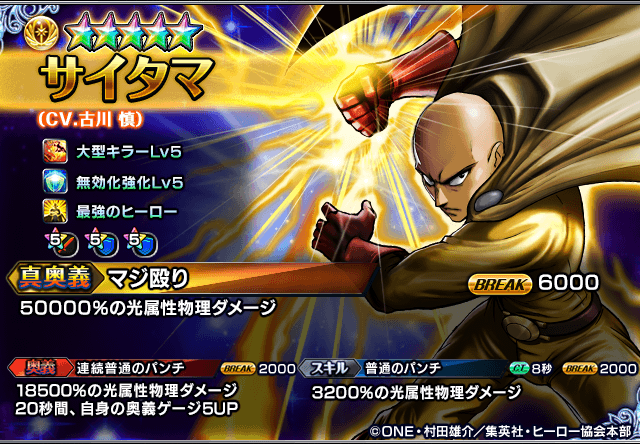 サイタマ
(CV.古川 慎)
大型キラーLv5
無効化強化Lv5
最強のヒーロー
5 5 5
真奥義 マジ殴り BREAK 6000
50000%の光属性物理ダメージ
奥義 連続普通のパンチ BREAK 2000
18500%の光属性物理ダメージ
20秒間、自身の奥義ゲージ5UP
スキル 普通のパンチ CT 8秒 BREAK 2000
3200%の光属性物理ダメージ
©ONE・村田雄介／集英社・ヒーロー協会本部